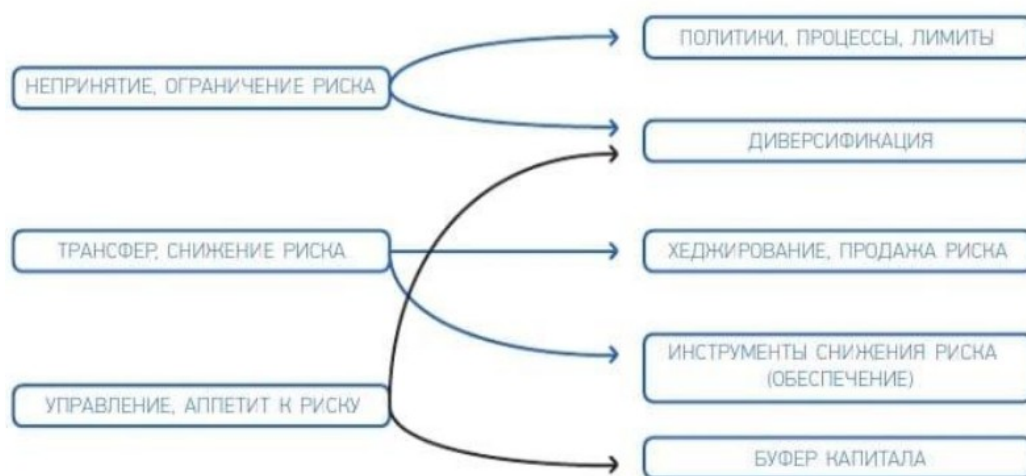 НЕПРИНЯТИЕ, ОГРАНИЧЕНИЕ РИСКА
ТРАНСФЕР, СНИЖЕНИЕ РИСКА
УПРАВЛЕНИЕ, АППЕТИТ К РИСКУ
ПОЛИТИКИ, ПРОЦЕССЫ, ЛИМИТЫ
ДИВЕРСИФИКАЦИЯ
ХЕДЖИРОВАНИЕ, ПРОДАЖА РИСКА
ИНСТРУМЕНТЫ СНИЖЕНИЯ РИСКА
(ОБЕСПЕЧЕНИЕ)
БУФЕР КАПИТАЛА